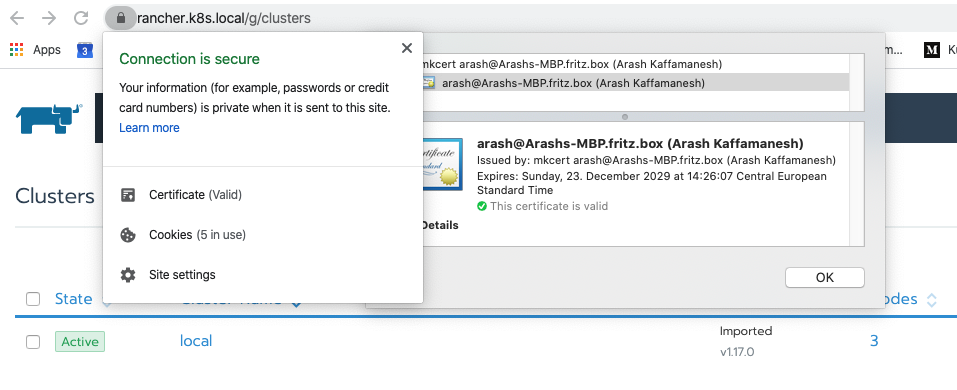 rancher.k8s.local/g/clusters
Apps
3
m...
M
Connection is secure
Your information (for example, passwords or credit
card numbers) is private when it is sent to this site.
Learn more
Certificate (Valid)
Cookies (5 in use)
Site settings
mkcert arash@Arashs-MBP.fritz.box (Arash Kaffamanesh)
arash@Arashs-MBP.fritz.box (Arash Kaffamanesh)
arash@Arashs-MBP.fritz.box (Arash Kaffamanesh)
Issued by: mkcert arash@Arashs-MBP.fritz.box (Arash Kaffamanesh)
Expires: Sunday, 23. December 2029 at 14:26:07 Central European
Standard Time
This certificate is valid
Details
OK
Clusters
State
Cluster Name
odes
Active
local
Imported
v1.17.0
3